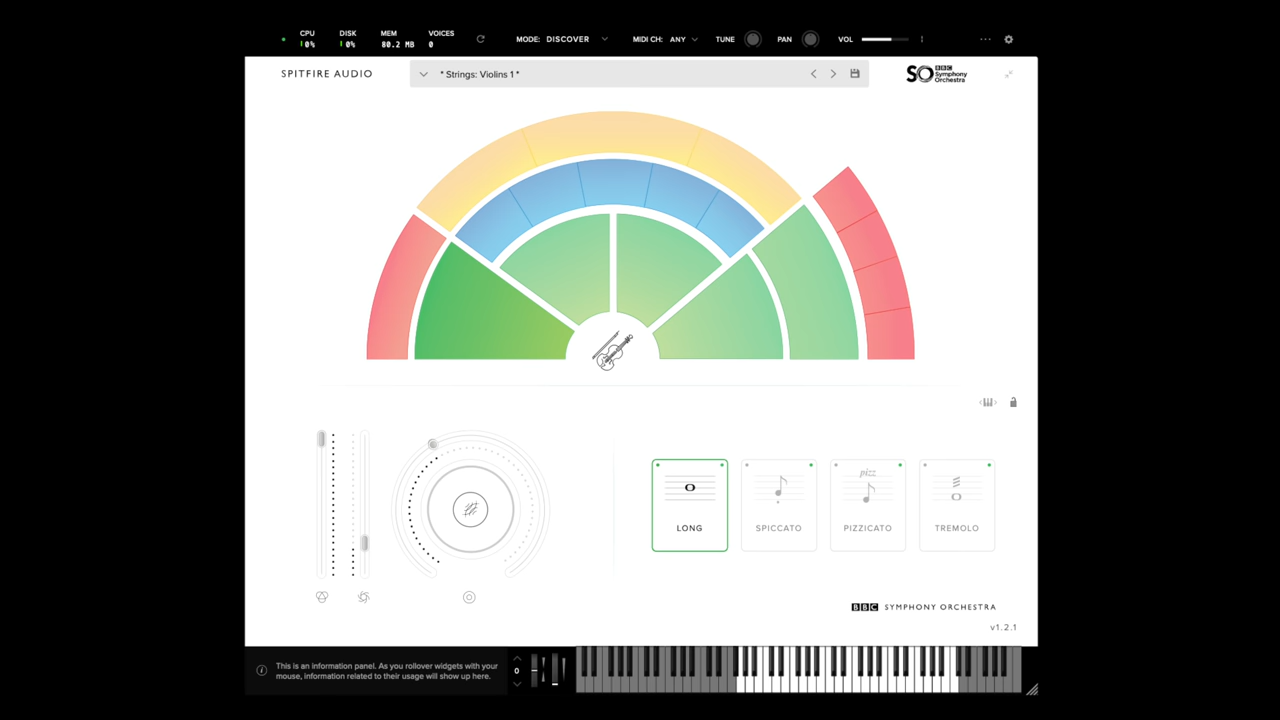 CPU DISK MEM VOICES
0% 0% 80.2 MB 0
MODE: DISCOVER MIDI CH: ANY TUNE PAN VOL
SPITFIRE AUDIO
* Strings: Violins 1 *
SO BBC Symphony Orchestra
pizz
LONG SPICCATO PIZZICATO TREMOLO
BBC SYMPHONY ORCHESTRA
v1.2.1
This is an information panel. As you rollover widgets with your
mouse, information related to their usage will show up here.
0